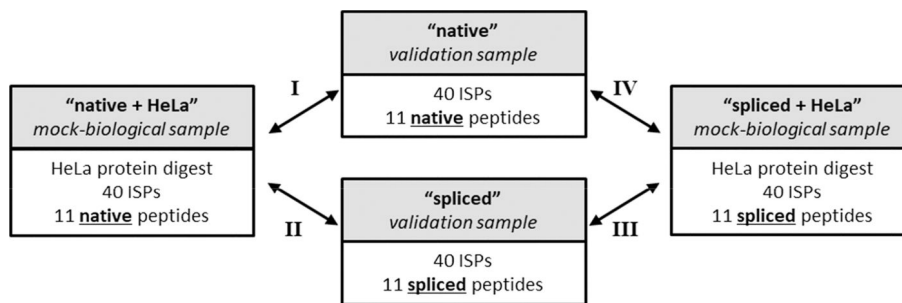 “native”
validation sample
40 ISPs
11 native peptides
I
IV
“native + HeLa”
mock-biological sample
HeLa protein digest
40 ISPs
11 native peptides
“spliced + HeLa”
mock-biological sample
HeLa protein digest
40 ISPs
11 spliced peptides
II
III
“spliced”
validation sample
40 ISPs
11 spliced peptides